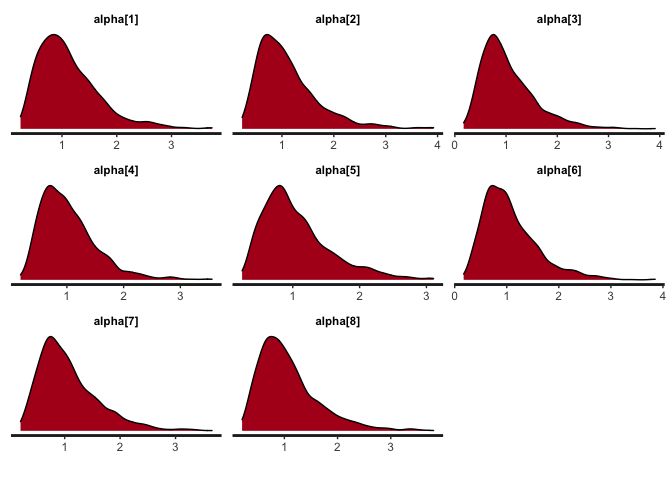 alpha[1] alpha[2] alpha[3]
1 2 3 1 2 3 4 0 1 2 3 4
alpha[4] alpha[5] alpha[6]
1 2 3 1 2 3 0 1 2 3 4
alpha[7] alpha[8]
1 2 3 1 2 3